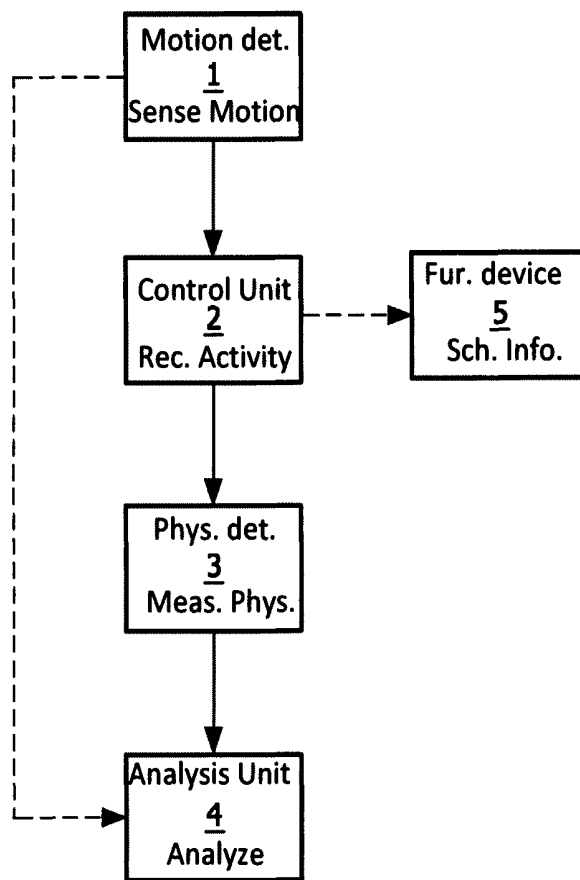 Motion det.
1
Sense Motion
Control Unit
2
Rec. Activity
Fur. device
5
Sch. Info.
Phys. det.
3
Meas. Phys.
Analysis Unit
4
Analyze